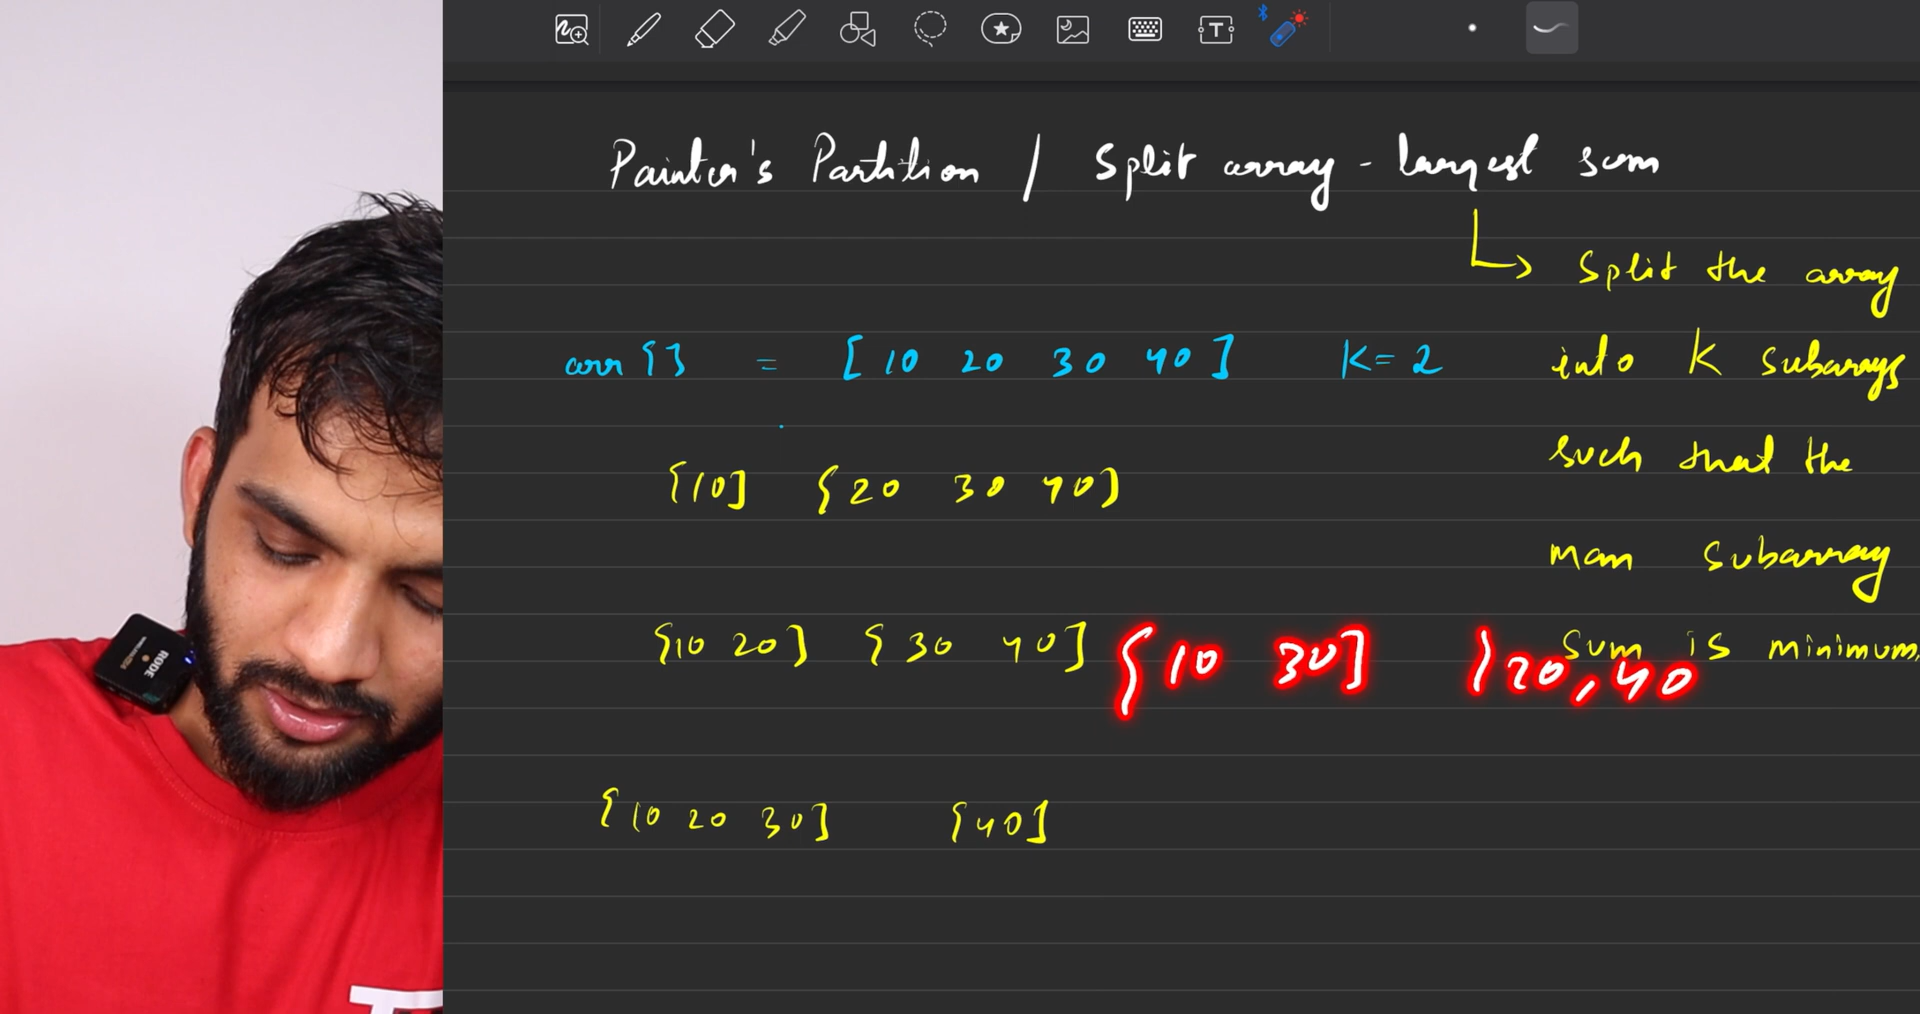 Painter's Partition / Split array - largest sum
Split the array
arr [] = [ 10 20 30 40 ] K = 2
into K subarrays
{10] {20 30 40}
such that the
max subarray
{10 20] {30 40]
{10 30] {20,40
sum is minimum.
{10 20 30] {40]
RODE
T